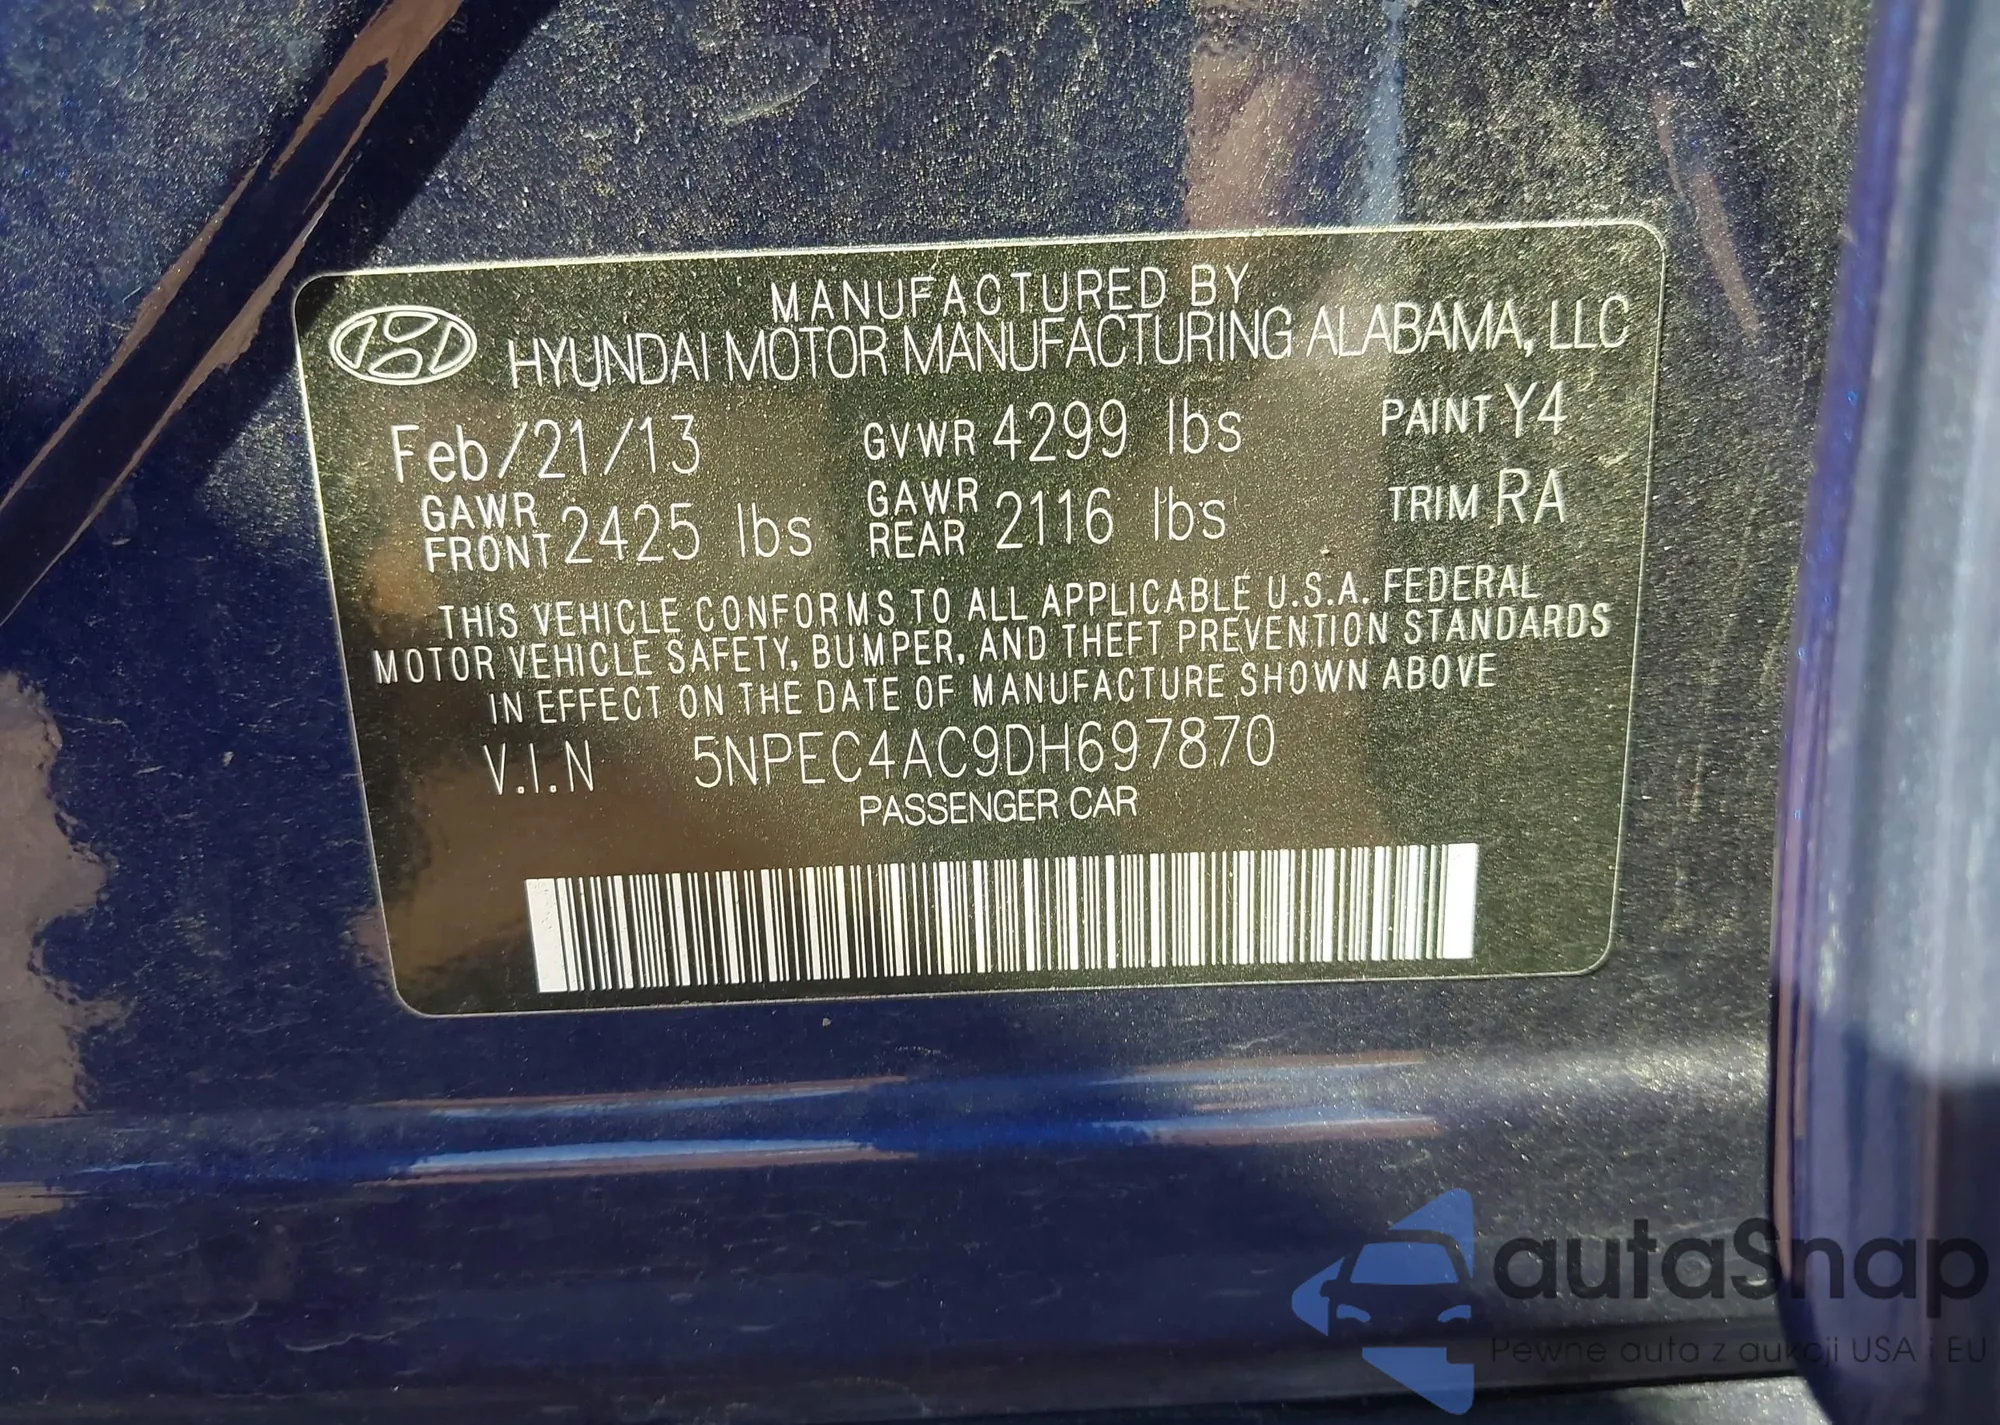 MANUFACTURED BY
HYUNDAI MOTOR MANUFACTURING ALABAMA, LLC
Feb/21/13 GVWR 4299 lbs PAINT Y4
GAWR FRONT 2425 lbs GAWR REAR 2116 lbs TRIM RA
THIS VEHICLE CONFORMS TO ALL APPLICABLE U.S.A. FEDERAL
MOTOR VEHICLE SAFETY, BUMPER, AND THEFT PREVENTION STANDARDS
IN EFFECT ON THE DATE OF MANUFACTURE SHOWN ABOVE
V.I.N 5NPEC4AC9DH697870
PASSENGER CAR
autaSnap
Pewne auta z aukcji USA i EU